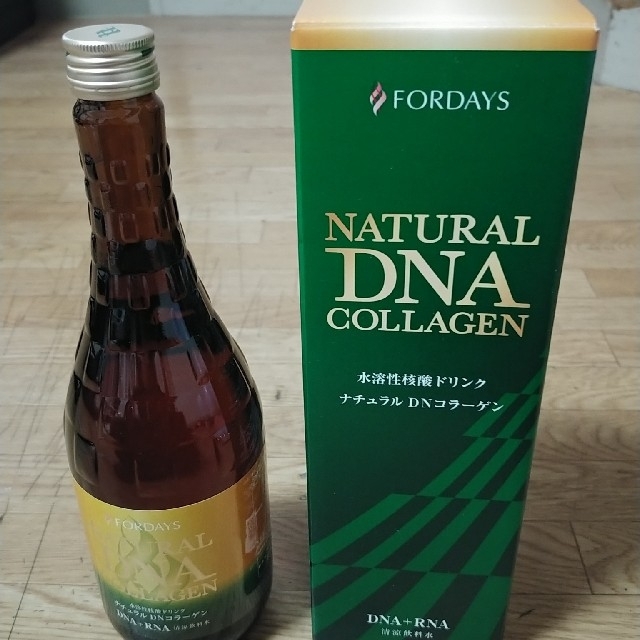 FORDAYS
NATURAL
DNA
COLLAGEN
水溶性核酸ドリンク
ナチュラル DNコラーゲン
DNA+RNA
清涼飲料水
FORDAYS
NATURAL
DNA
COLLAGEN
水溶性核酸ドリンク
ナチュラル DNコラーゲン
DNA+RNA 清涼飲料水